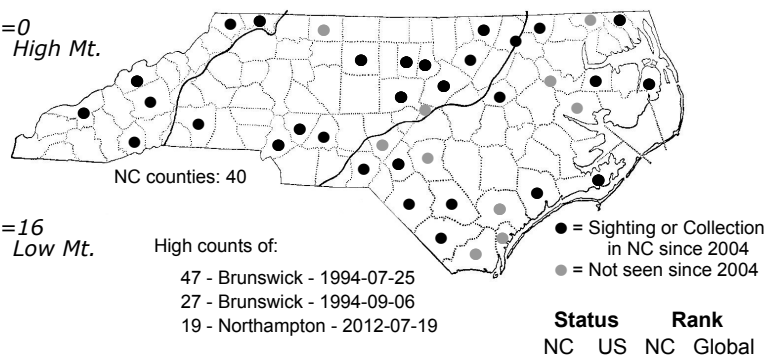 =0
High Mt.
NC counties: 40
=16
Low Mt.
High counts of:
47 - Brunswick - 1994-07-25
27 - Brunswick - 1994-09-06
19 - Northampton - 2012-07-19
= Sighting or Collection
in NC since 2004
= Not seen since 2004
Status Rank
NC US NC Global